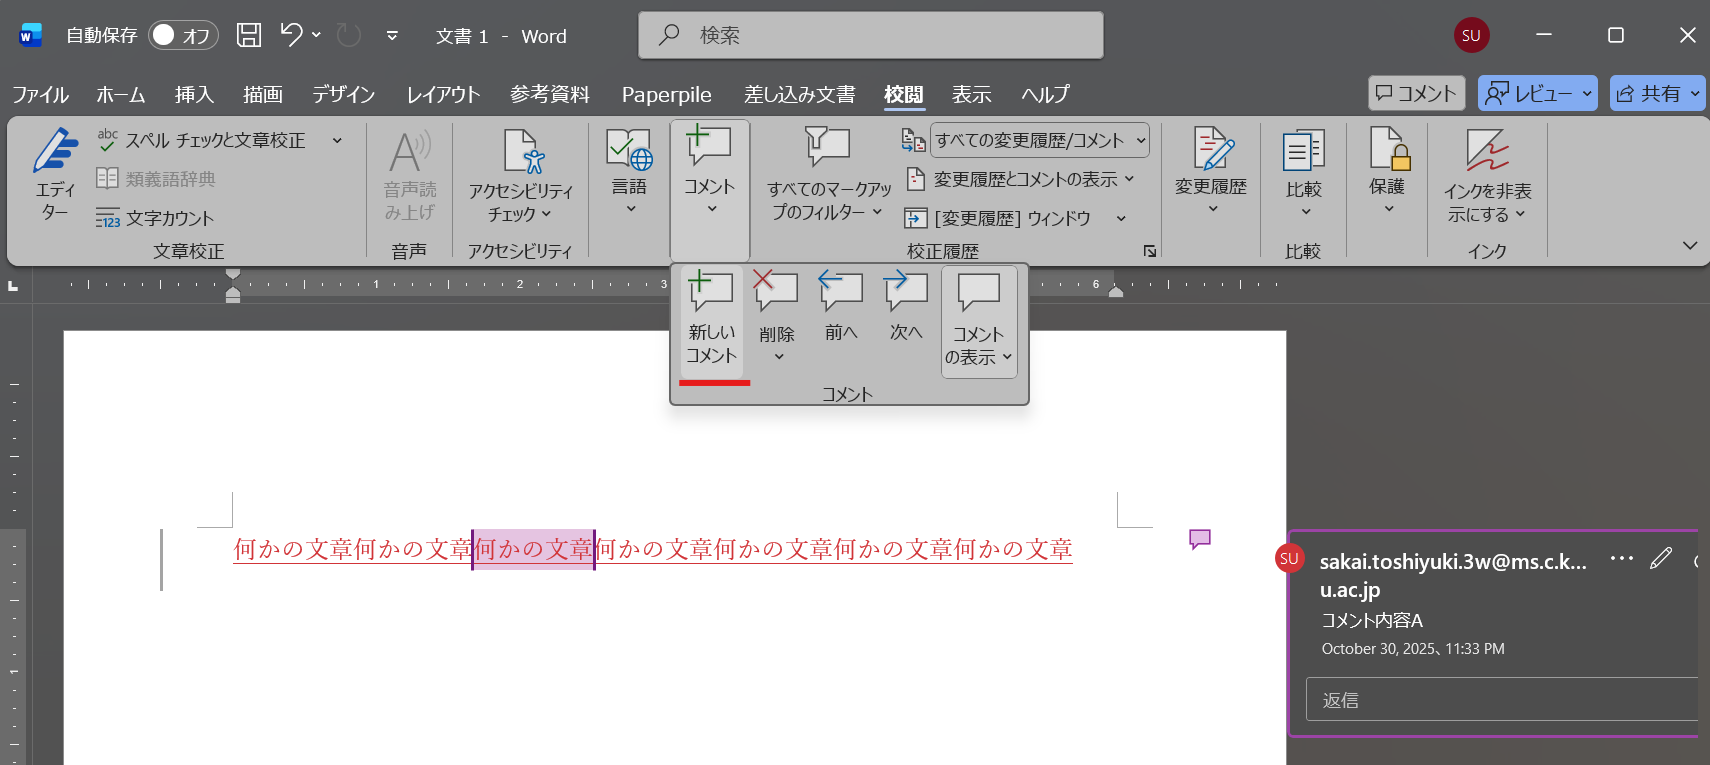 自動保存 オフ 文書 1 - Word 検索 SU
ファイル ホーム 挿入 描画 デザイン レイアウト 参考資料 Paperpile 差し込み文書 校閲 表示 ヘルプ コメント レビュー 共有
エディ
ター
abc スペル チェックと文章校正
類義語辞典
123 文字カウント
文章校正
音声読
み上げ
音声
アクセシビリティ
チェック
アクセシビリティ
言語
コメント
すべてのマークアッ
プのフィルター
すべての変更履歴/コメント
変更履歴とコメントの表示
[変更履歴] ウィンドウ
校正履歴
変更履歴
比較
比較
保護
インクを非表
示にする
インク
1 2 3 6
新しい
コメント
削除
前へ
次へ
コメント
の表示
コメント
何かの文章何かの文章何かの文章何かの文章何かの文章何かの文章何かの文章
SU sakai.toshiyuki.3w@ms.c.k...
u.ac.jp
コメント内容A
October 30, 2025、11:33 PM
返信
1